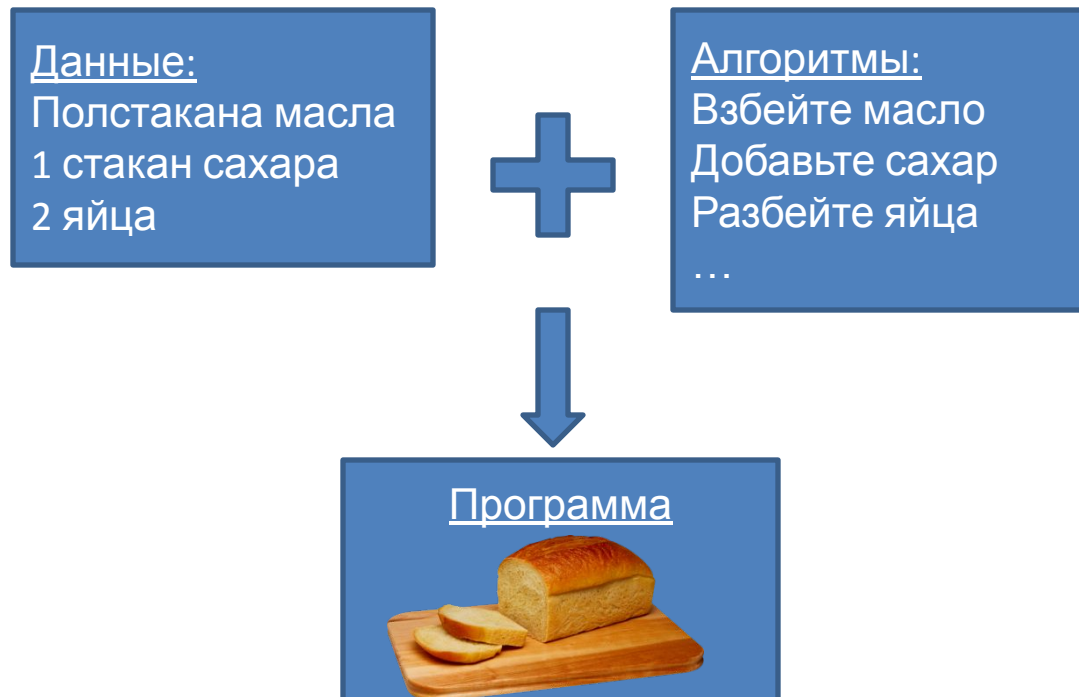 Данные:
Полстакана масла
1 стакан сахара
2 яйца
Алгоритмы:
Взбейте масло
Добавьте сахар
Разбейте яйца
…
Программа